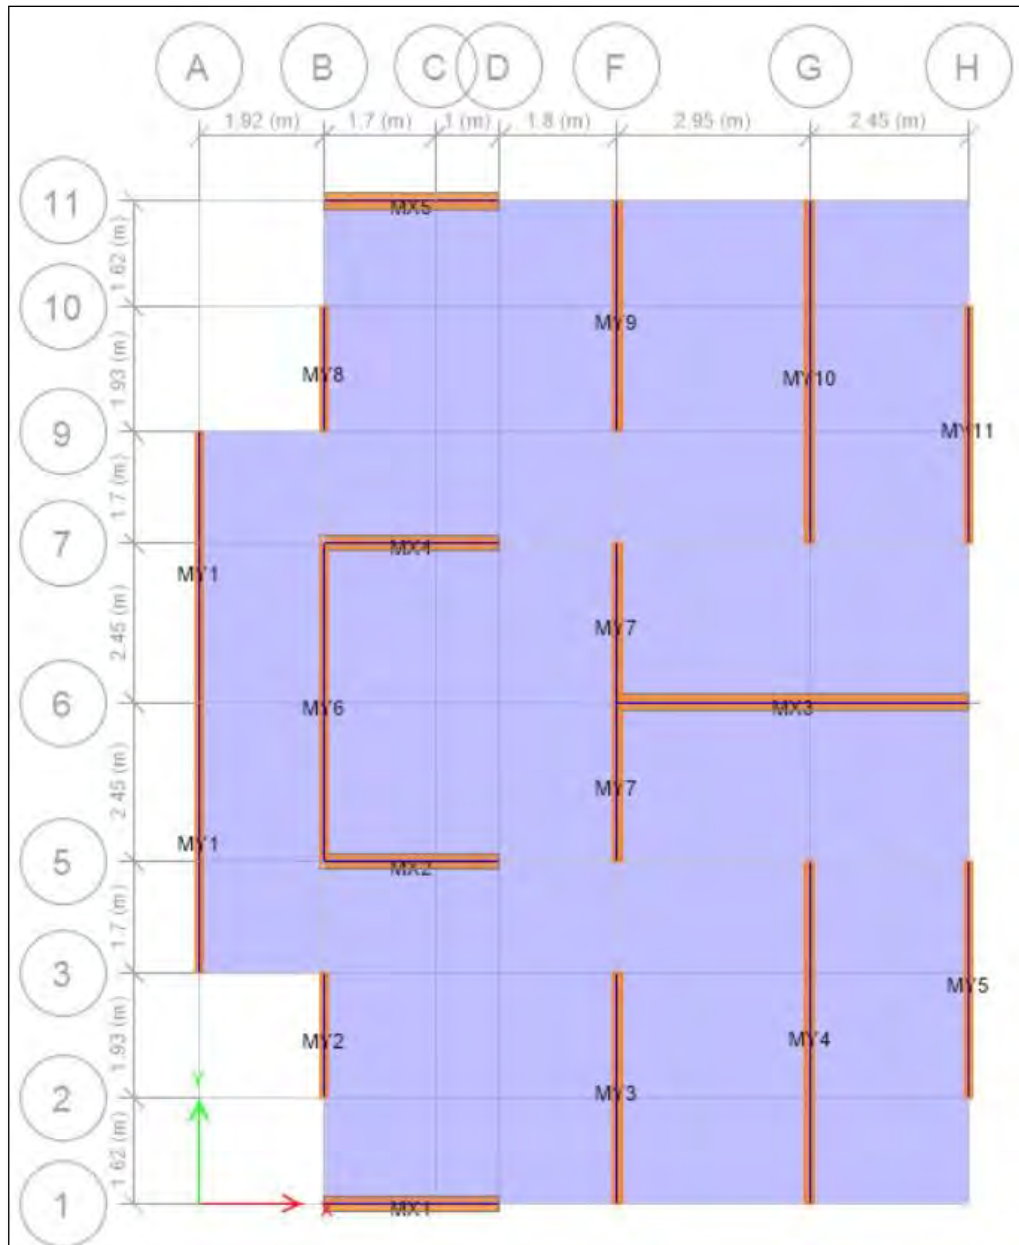 A B C D F G H
1.92 (m) 1.7 (m) 1 (m) 1.8 (m) 2.95 (m) 2.45 (m)
11
MX5
1.62 (m)
10
MY9
1.93 (m)
MY8
MY10
9
MY11
1.7 (m)
7
MX4
MY1
2.45 (m)
MY7
6
MY6
MX3
2.45 (m)
MY7
MY1
5
MX2
1.7 (m)
3
MY5
1.93 (m)
MY2
MY4
Y
2
MY3
1.62 (m)
1
X
MX1